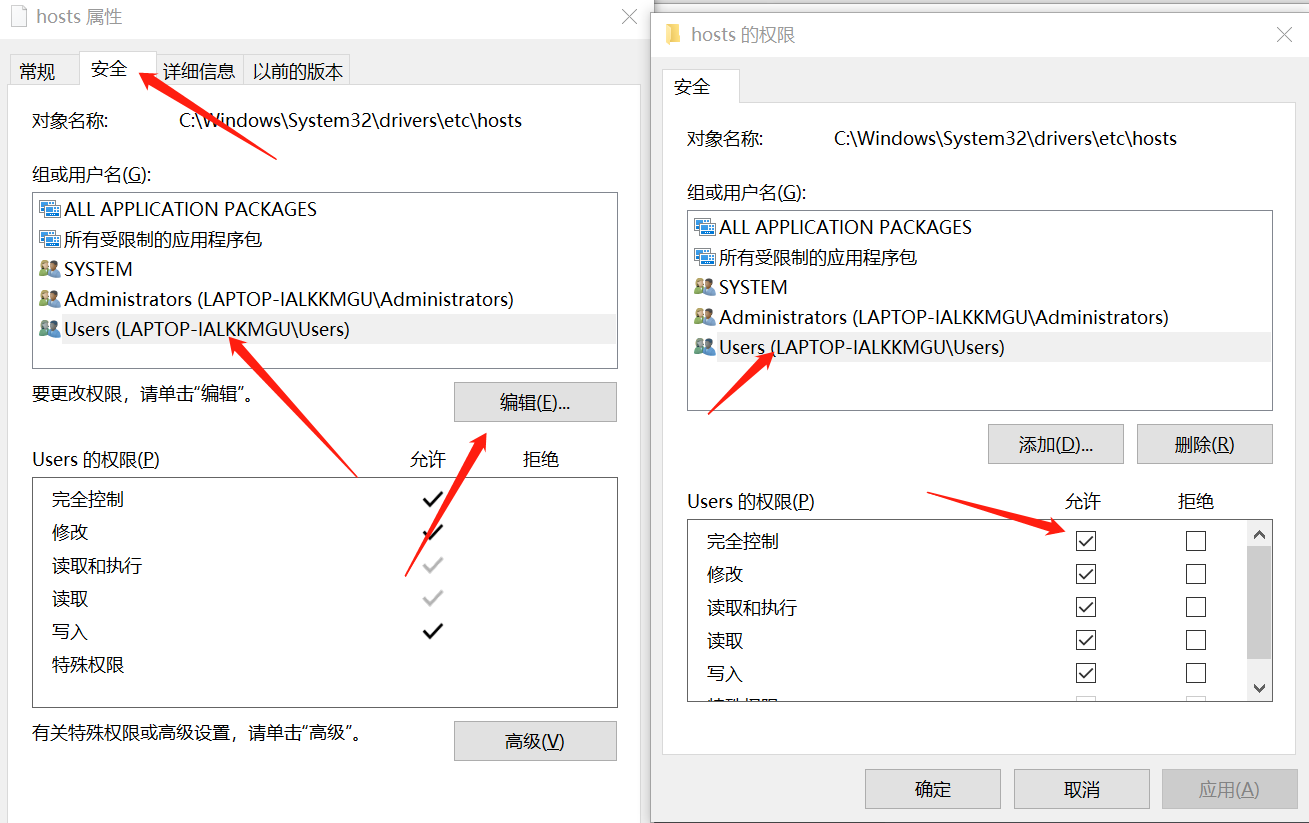 hosts 属性
常规 安全 详细信息 以前的版本
对象名称: C:\Windows\System32\drivers\etc\hosts
组或用户名(G):
ALL APPLICATION PACKAGES
所有受限制的应用程序包
SYSTEM
Administrators (LAPTOP-IALKKMGU\Administrators)
Users (LAPTOP-IALKKMGU\Users)
要更改权限，请单击“编辑”。
编辑(E)...
Users 的权限(P) 允许 拒绝
完全控制
修改
读取和执行
读取
写入
特殊权限
有关特殊权限或高级设置，请单击“高级”。
高级(V)
hosts 的权限
安全
对象名称: C:\Windows\System32\drivers\etc\hosts
组或用户名(G):
ALL APPLICATION PACKAGES
所有受限制的应用程序包
SYSTEM
Administrators (LAPTOP-IALKKMGU\Administrators)
Users (LAPTOP-IALKKMGU\Users)
添加(D)... 删除(R)
Users 的权限(P) 允许 拒绝
完全控制
修改
读取和执行
读取
写入
确定 取消 应用(A)